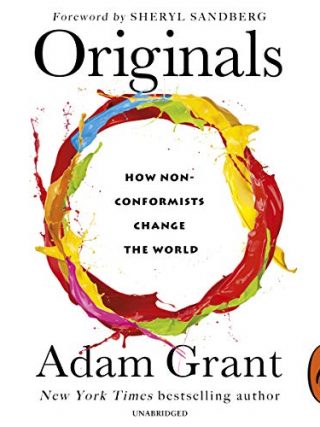 Foreword by SHERYL SANDBERG
Originals
HOW NON-
CONFORMISTS
CHANGE
THE WORLD
Adam Grant
New York Times bestselling author
UNABRIDGED